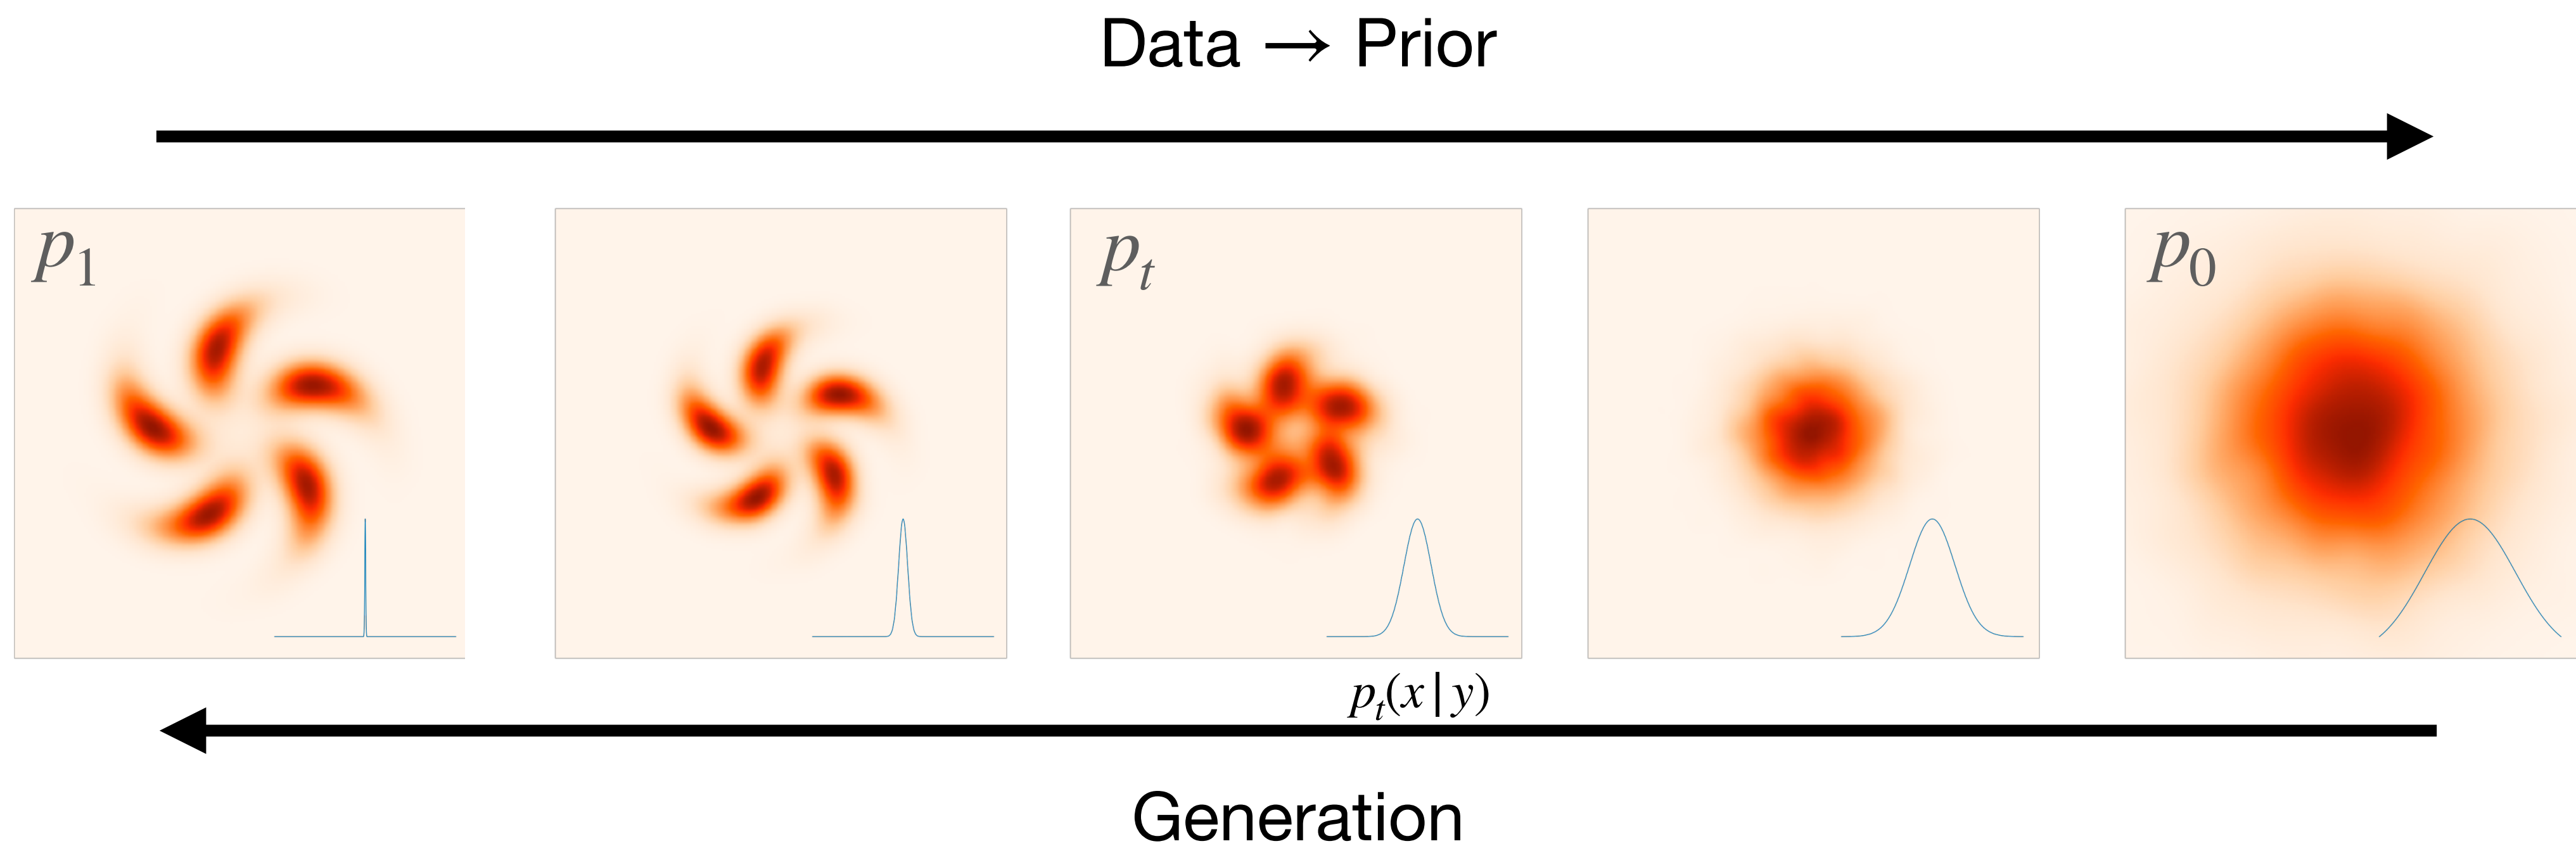 Data → Prior
p₁
pₜ
p₀
pₜ(x|y)
Generation